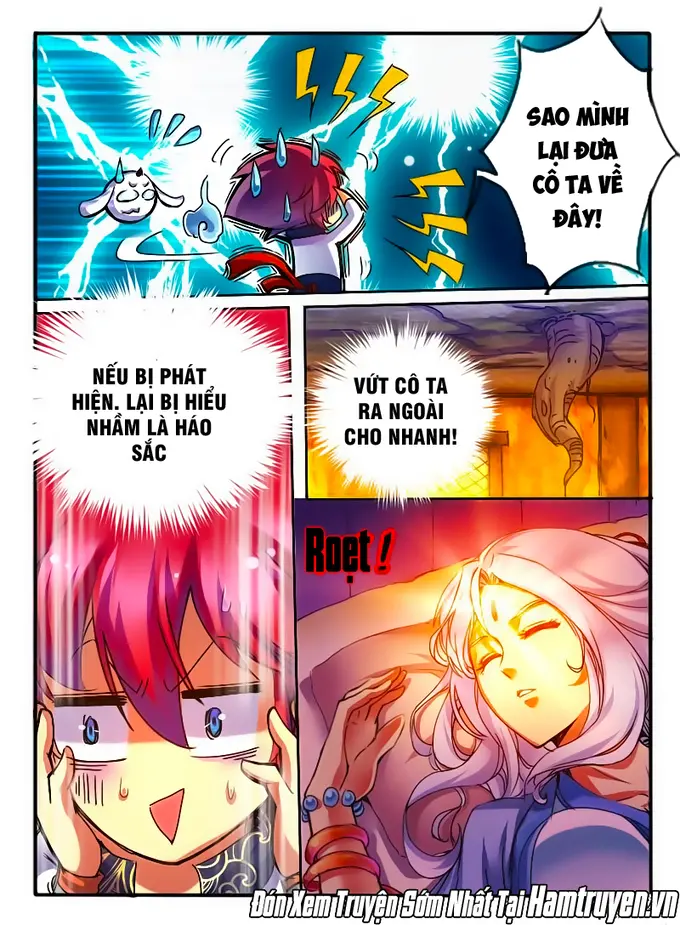 SAO MÌNH
LẠI ĐƯA
CÔ TA VỀ
ĐÂY!
NẾU BỊ PHÁT
HIỆN. LẠI BỊ HIỂU
NHẦM LÀ HÁO
SẮC
VỨT CÔ TA
RA NGOÀI
CHO NHANH!
Roẹt !
Đón Xem Truyện Sớm Nhất Tại Hamtruyen.vn